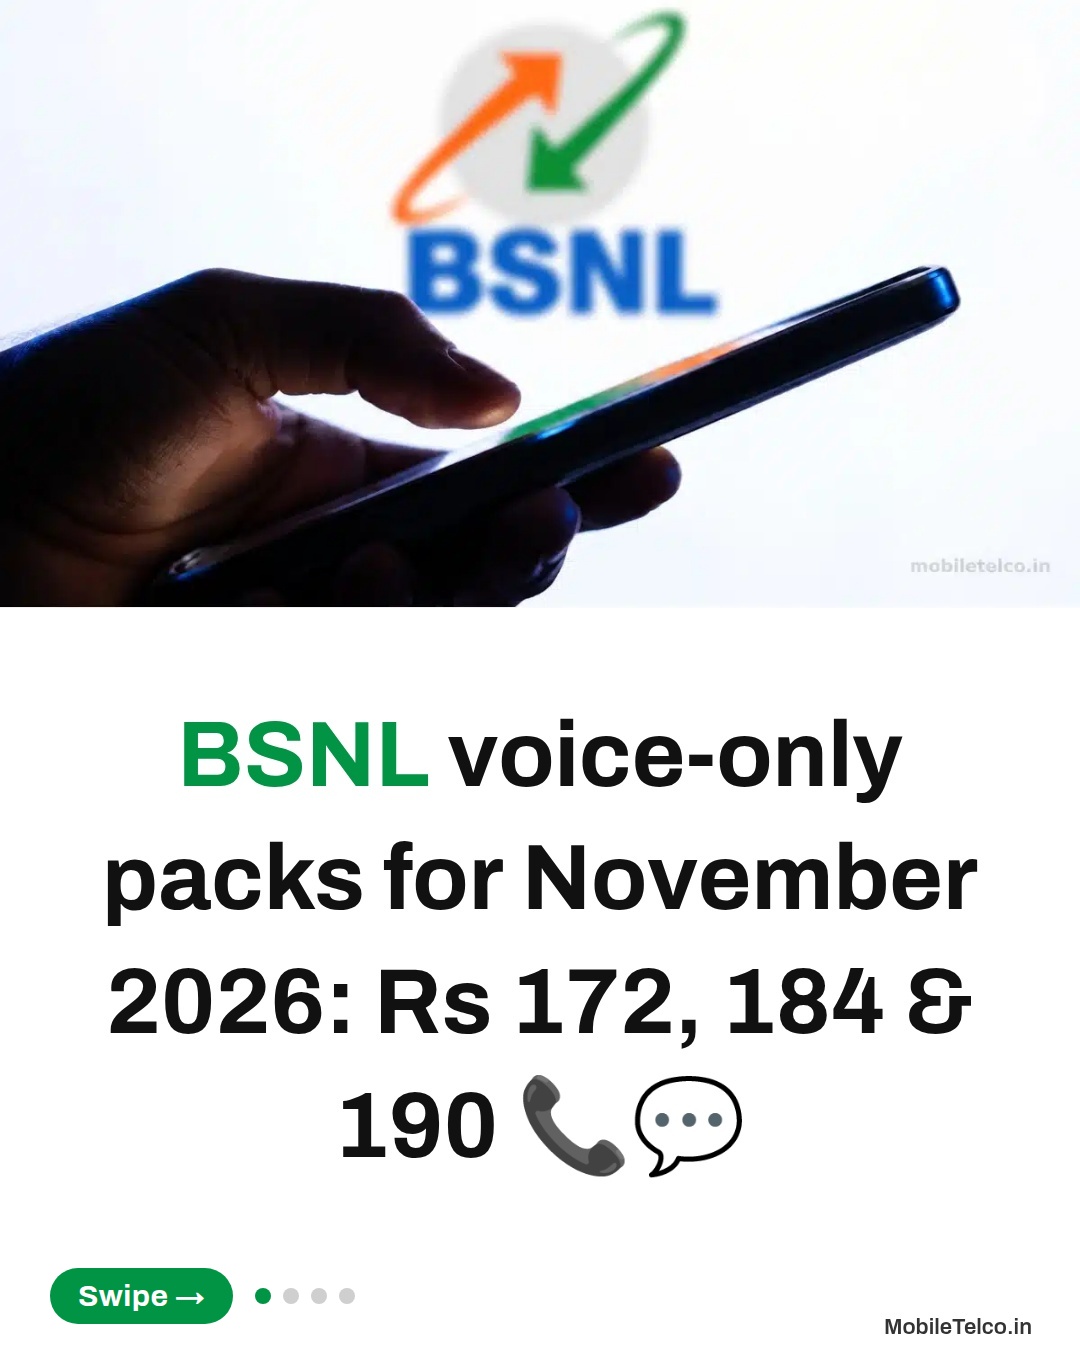 BSNL
mobiletelco.in
BSNL voice-only
packs for November
2026: Rs 172, 184 &
190 📞💬
Swipe →
MobileTelco.in